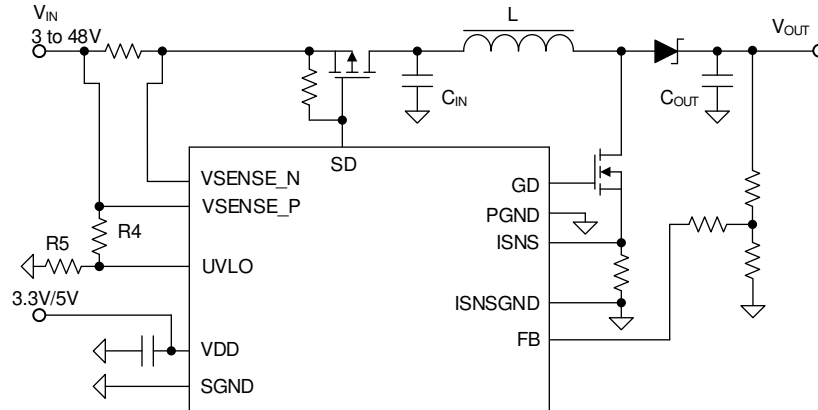 VIN
3 to 48V
L
VOUT
CIN
COUT
SD
VSENSE_N
VSENSE_P
R4
R5
UVLO
3.3V/5V
VDD
SGND
GD
PGND
ISNS
ISNSGND
FB